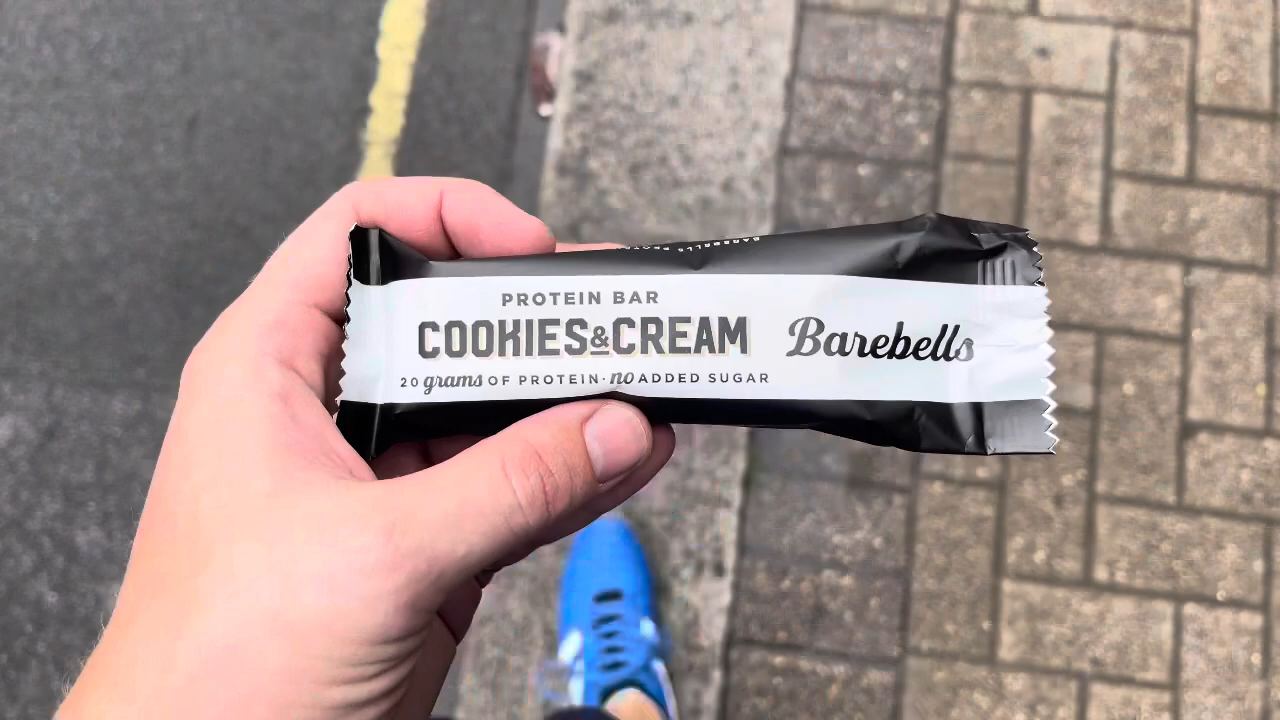 PROTEIN BAR
COOKIES&CREAM
20 grams OF PROTEIN · no ADDED SUGAR
Barebells